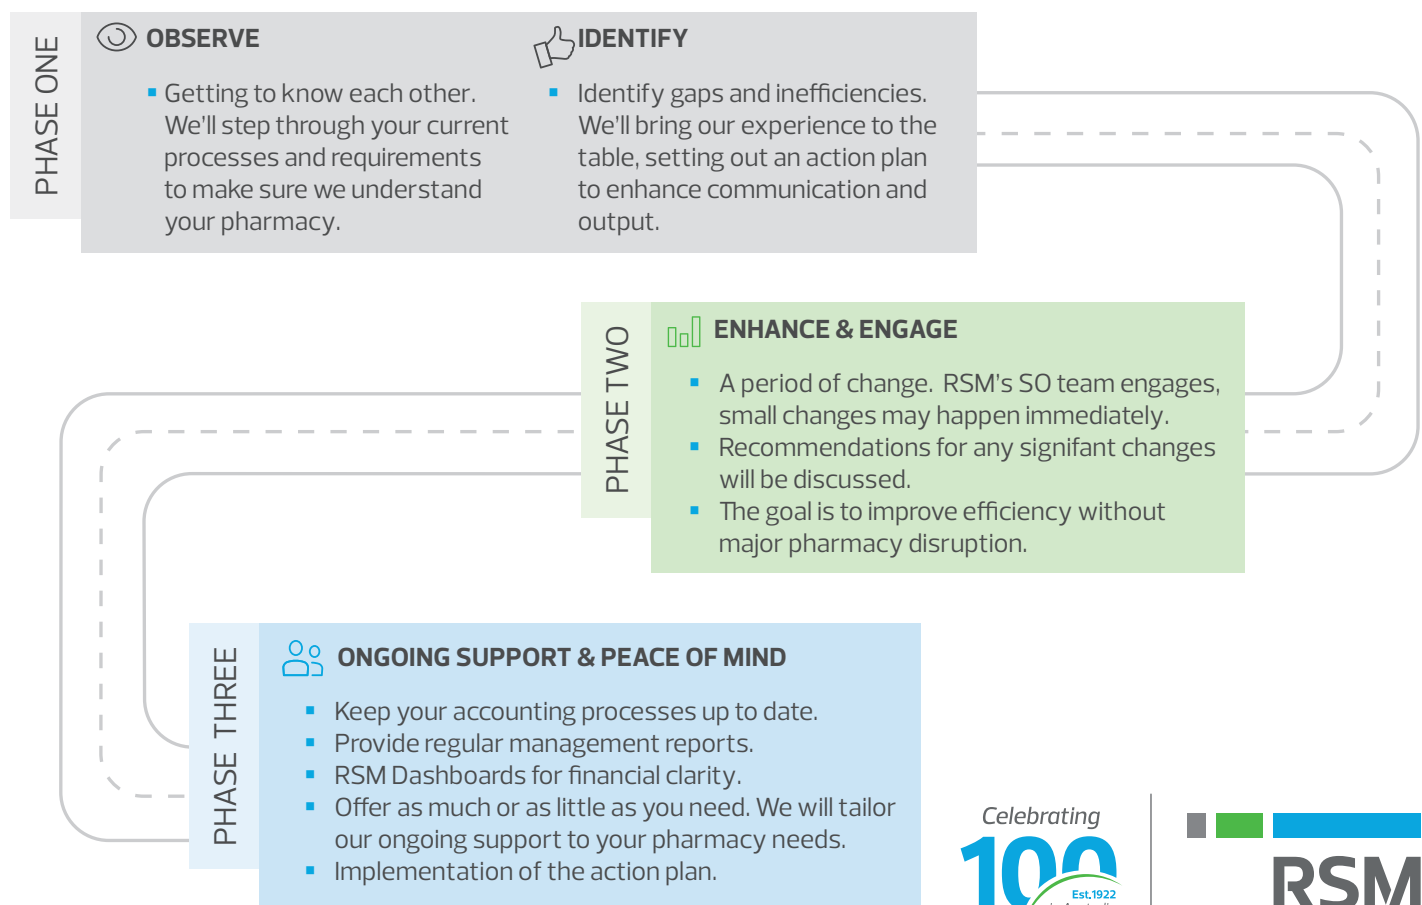 PHASE ONE
OBSERVE
Getting to know each other.
We'll step through your current
processes and requirements
to make sure we understand
your pharmacy.
IDENTIFY
Identify gaps and inefficiencies.
We'll bring our experience to the
table, setting out an action plan
to enhance communication and
output.
PHASE TWO
ENHANCE & ENGAGE
A period of change.  RSM's SO team engages,
small changes may happen immediately.
Recommendations for any signifant changes
will be discussed.
The goal is to improve efficiency without
major pharmacy disruption.
PHASE THREE
ONGOING SUPPORT & PEACE OF MIND
Keep your accounting processes up to date.
Provide regular management reports.
RSM Dashboards for financial clarity.
Offer as much or as little as you need. We will tailor
our ongoing support to your pharmacy needs.
Implementation of the action plan.
Celebrating
100
Est.1922
RSM